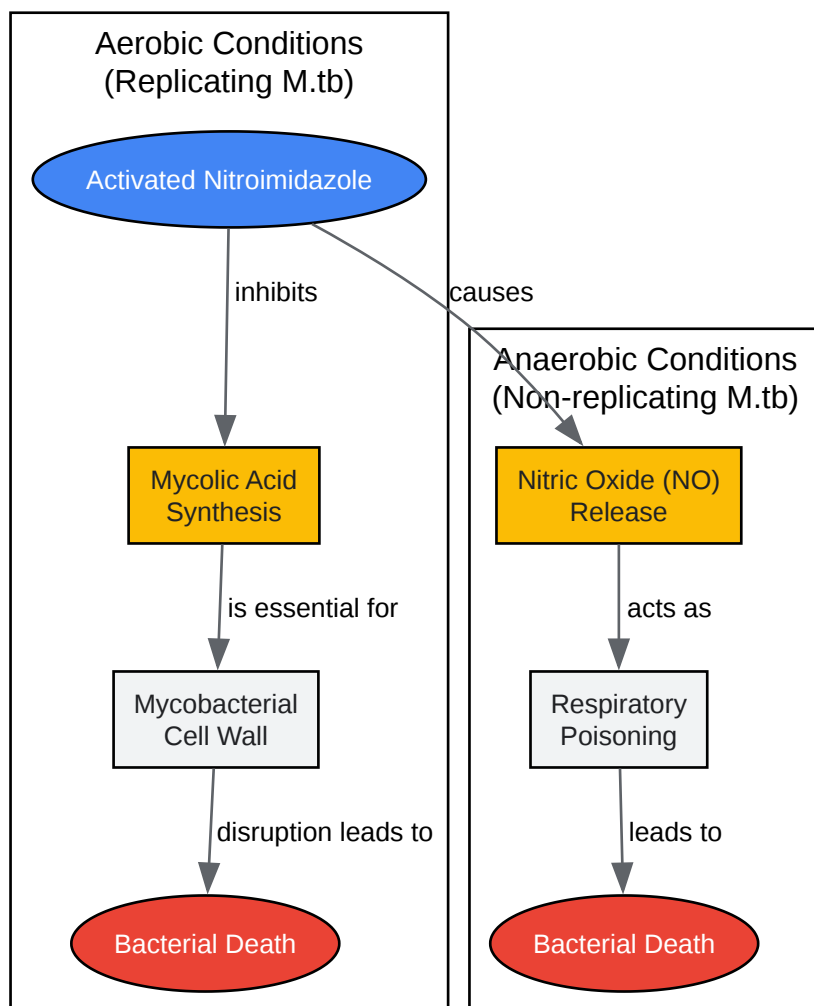 Aerobic Conditions
(Replicating M.tb)
Activated Nitroimidazole
inhibits
causes
Anaerobic Conditions
(Non-replicating M.tb)
Mycolic Acid
Synthesis
Nitric Oxide (NO)
Release
is essential for
acts as
Mycobacterial
Cell Wall
Respiratory
Poisoning
disruption leads to
leads to
Bacterial Death
Bacterial Death